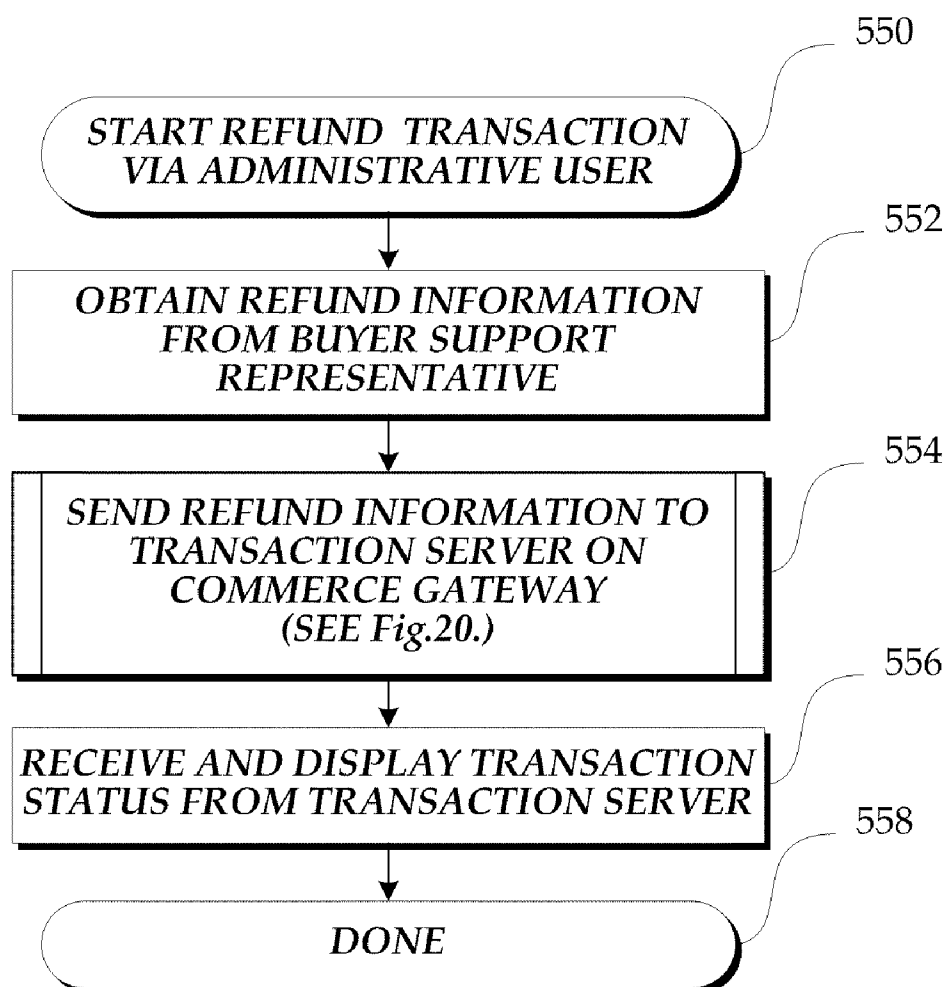 550
START REFUND TRANSACTION
VIA ADMINISTRATIVE USER
552
OBTAIN REFUND INFORMATION
FROM BUYER SUPPORT
REPRESENTATIVE
554
SEND REFUND INFORMATION TO
TRANSACTION SERVER ON
COMMERCE GATEWAY
(SEE Fig.20.)
556
RECEIVE AND DISPLAY TRANSACTION
STATUS FROM TRANSACTION SERVER
558
DONE